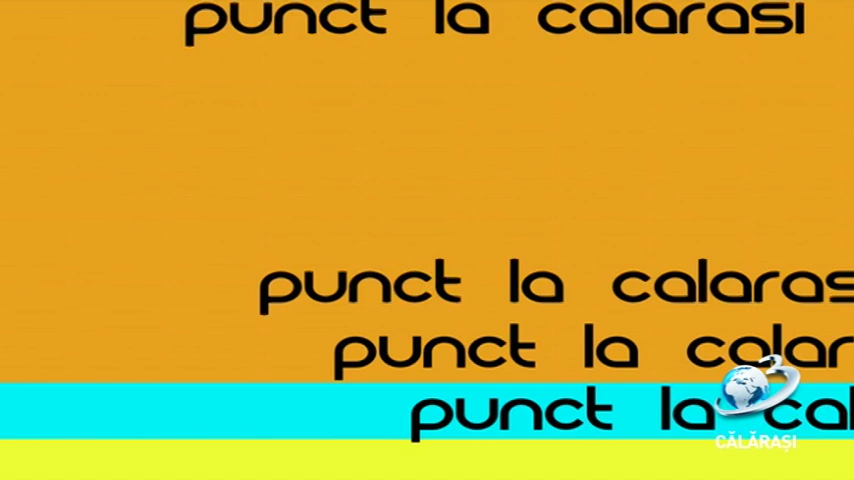 punct la calarasi
punct la calaras
punct la calar
punct la cal
CĂLĂRAȘI